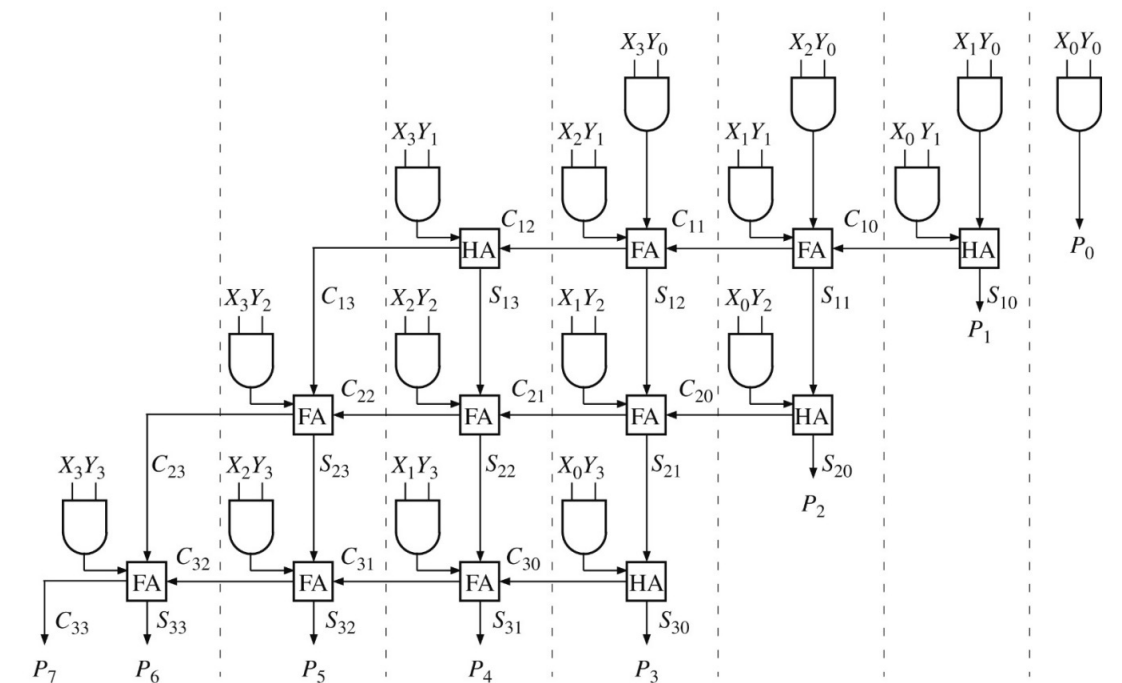 X₃Y₀ X₂Y₀ X₁Y₀ X₀Y₀
X₃Y₁ X₂Y₁ X₁Y₁ X₀ Y₁
C₁₂ C₁₁ C₁₀
HA FA FA HA P₀
X₃Y₂ C₁₃ X₂Y₂ S₁₃ X₁Y₂ S₁₂ X₀Y₂ S₁₁ S₁₀
P₁
C₂₂ C₂₁ C₂₀
FA FA FA HA
X₃Y₃ C₂₃ X₂Y₃ S₂₃ X₁Y₃ S₂₂ X₀Y₃ S₂₁ S₂₀
P₂
C₃₂ C₃₁ C₃₀
FA FA FA HA
C₃₃ S₃₃ S₃₂ S₃₁ S₃₀
P₇ P₆ P₅ P₄ P₃